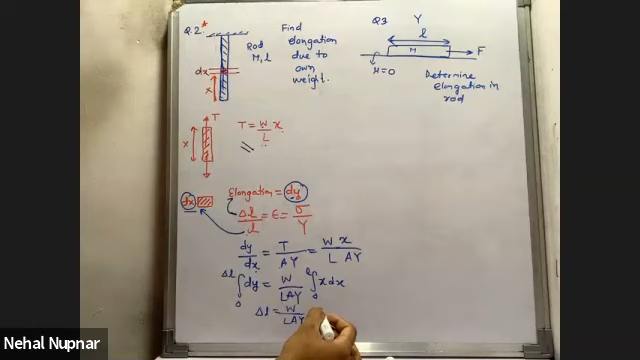 Q.2.*
Find
elongation
due to
own
weight.
Rod
M, l
dx
x
Q3
Y
l
M
F
μ=0
Determine
elongation in
rod
T
x
T = W/L x
dx
Elongation = dy
Δl/l = ϵ = σ/Y
dy/dx = T/AY = W x/L AY
Δl ∫ 0 dy = W/LAY l ∫ 0 x dx
Δl = W/LAY
Nehal Nupnar